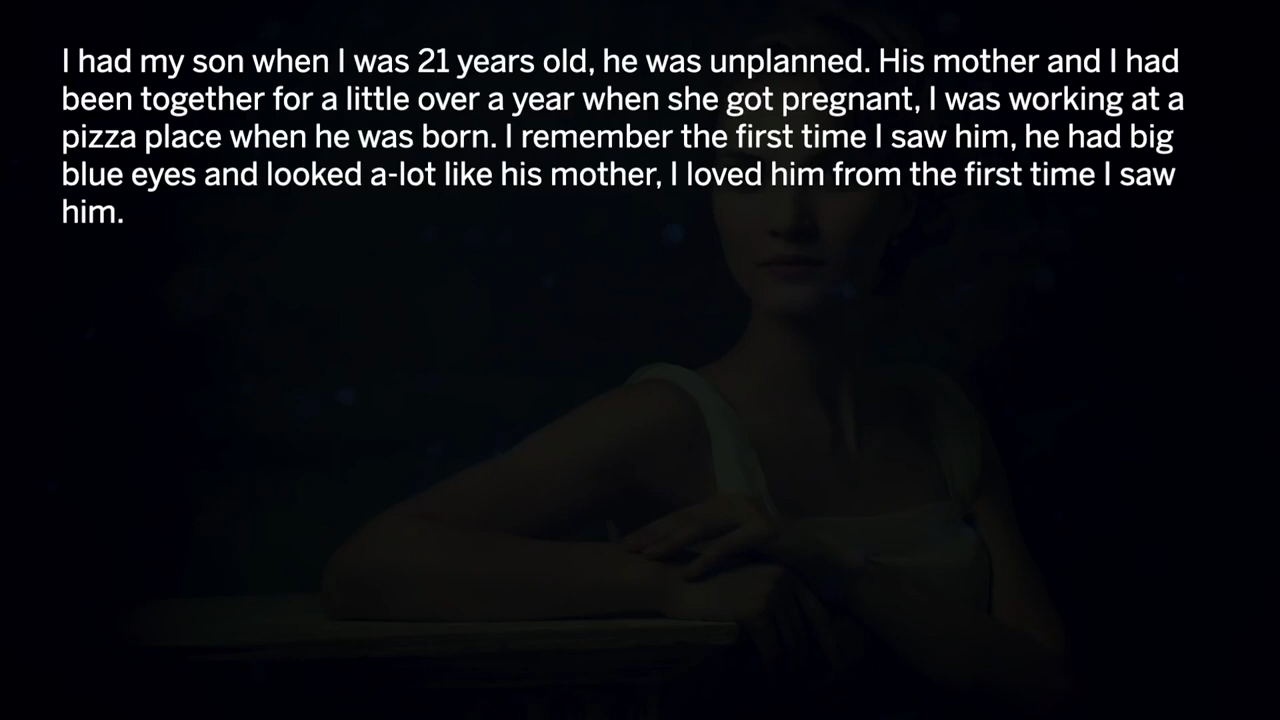 I had my son when I was 21 years old, he was unplanned. His mother and I had
been together for a little over a year when she got pregnant, I was working at a
pizza place when he was born. I remember the first time I saw him, he had big
blue eyes and looked a-lot like his mother, I loved him from the first time I saw
him.